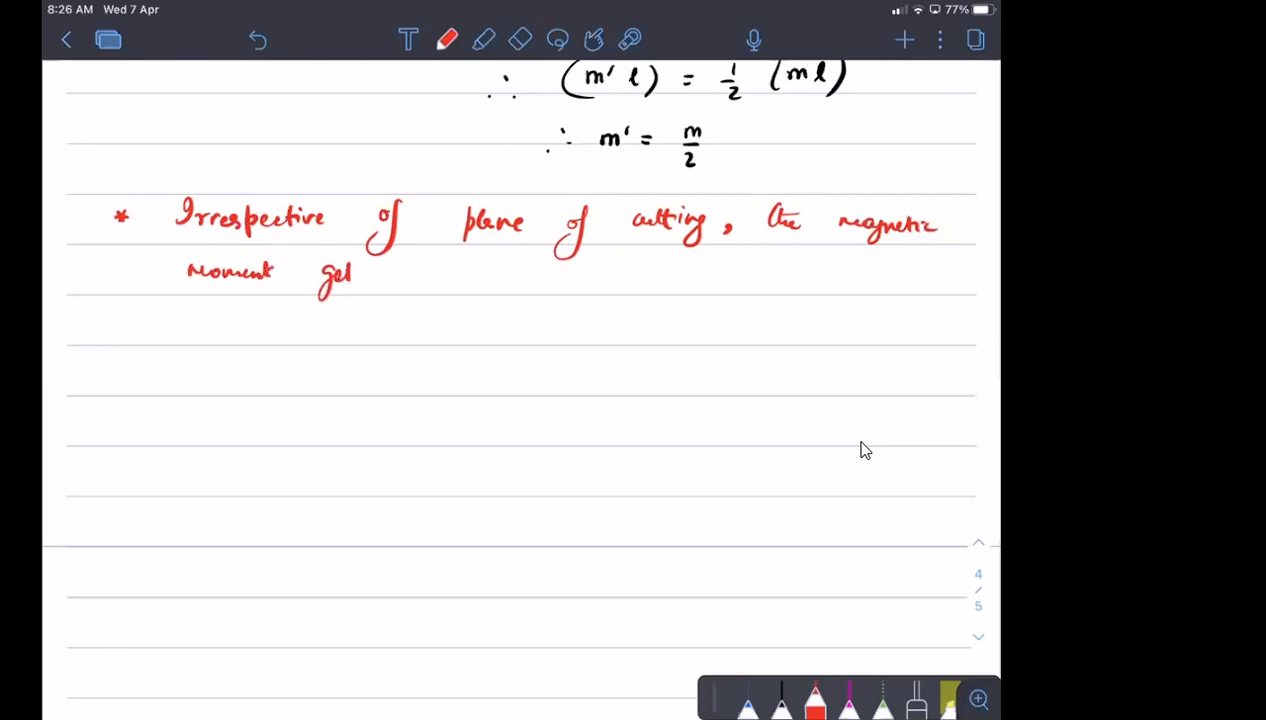 8:26 AM Wed 7 Apr
77%
∴ (m' l) = 1/2 (ml)
∴ m' = m/2
* Irrespective of plane of cutting, the magnetic
moment get
4
/
5